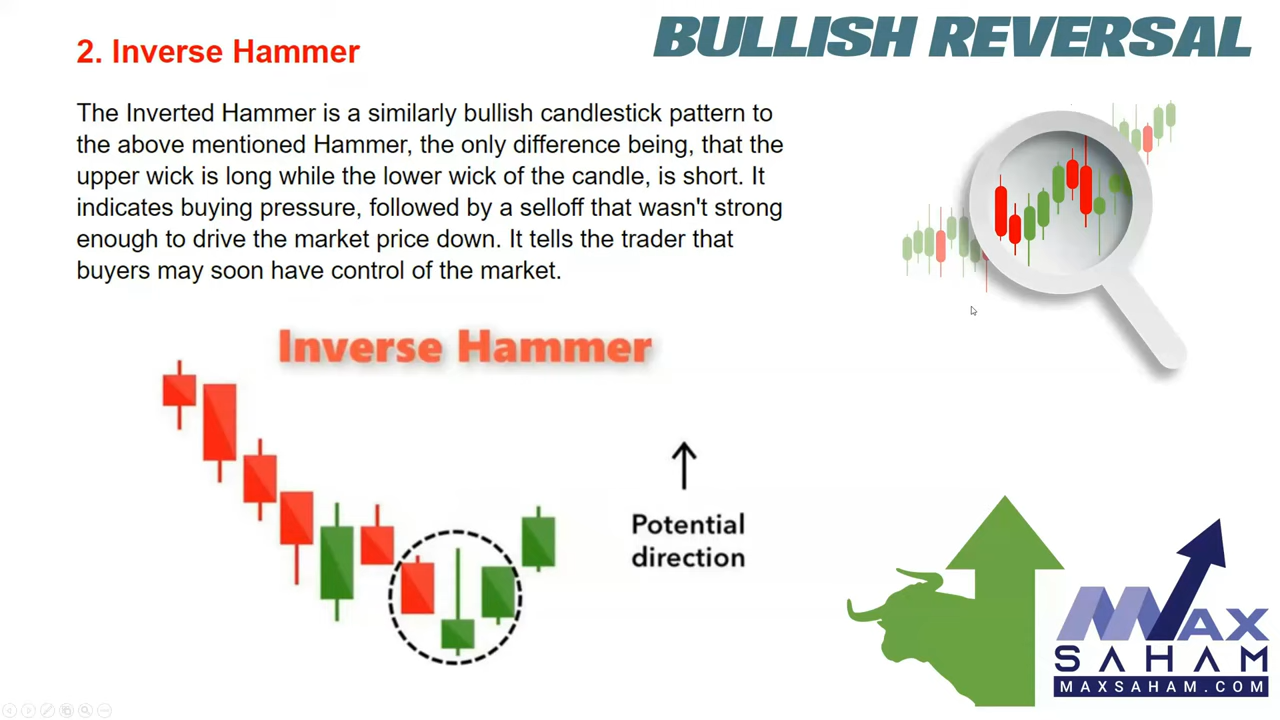 2. Inverse Hammer
BULLISH REVERSAL
The Inverted Hammer is a similarly bullish candlestick pattern to
the above mentioned Hammer, the only difference being, that the
upper wick is long while the lower wick of the candle, is short. It
indicates buying pressure, followed by a selloff that wasn't strong
enough to drive the market price down. It tells the trader that
buyers may soon have control of the market.
Inverse Hammer
Potential
direction
MAX
SAHAM
MAXSAHAM.COM